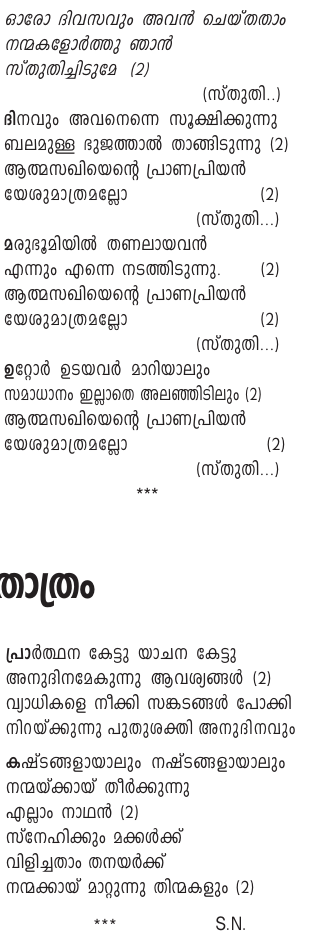 ഓരോ ദിവസവും അവൻ ചെയ്തതാം
നന്മകളോർത്തു ഞാൻ
സ്തുതിച്ചിടുമേ (2)
(സ്തുതി..)
ദിനവും അവനെന്നെ സൂക്ഷിക്കുന്നു
ബലമുള്ള ഭുജത്താൽ താങ്ങിടുന്നു (2)
ആത്മസഖിയെന്റെ പ്രാണപ്രിയൻ
യേശുമാത്രമല്ലോ (2)
(സ്തുതി...)
മരുഭൂമിയിൽ തണലായവൻ
എന്നും എന്നെ നടത്തിടുന്നു. (2)
ആത്മസഖിയെന്റെ പ്രാണപ്രിയൻ
യേശുമാത്രമല്ലോ (2)
(സ്തുതി...)
ഉറ്റോർ ഉടയവർ മാറിയാലും
സമാധാനം ഇല്ലാതെ അലഞ്ഞിടിലും (2)
ആത്മസഖിയെന്റെ പ്രാണപ്രിയൻ
യേശുമാത്രമല്ലോ (2)
(സ്തുതി...)
***
താത്രം
പ്രാർത്ഥന കേട്ടു യാചന കേട്ടു
അനുദിനമേകുന്നു ആവശ്യങ്ങൾ (2)
വ്യാധികളെ നീക്കി സങ്കടങ്ങൾ പോക്കി
നിറയ്ക്കുന്നു പുതുശക്തി അനുദിനവും
കഷ്ടങ്ങളായാലും നഷ്ടങ്ങളായാലും
നന്മയ്ക്കായ് തീർക്കുന്നു
എല്ലാം നാഥൻ (2)
സ്നേഹിക്കും മക്കൾക്ക്
വിളിച്ചതാം തനയർക്ക്
നന്മക്കായ് മാറ്റുന്നു തിന്മകളും (2)
*** S.N.